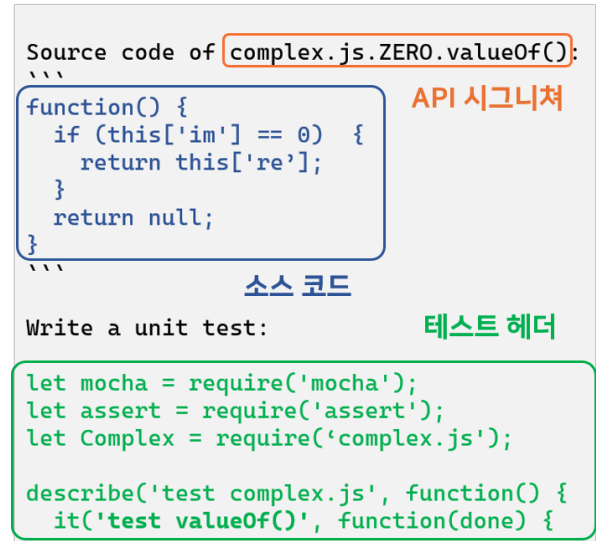 Source code of complex.js.ZERO.valueOf():
```
API 시그니쳐
function() {
  if (this['im'] == 0)  {
    return this['re’];
  }
  return null;
}
```
소스 코드
Write a unit test:
테스트 헤더
let mocha = require('mocha');
let assert = require('assert');
let Complex = require(‘complex.js');

describe('test complex.js', function() {
  it('test valueOf()', function(done) {